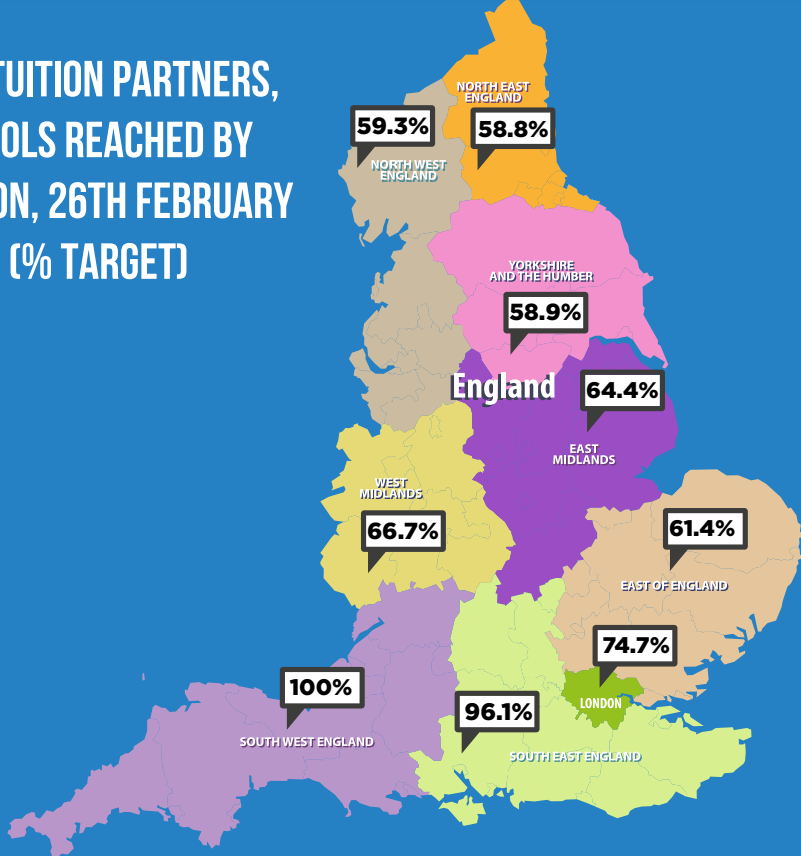 TUITION PARTNERS,
OLS REACHED BY
ON, 26TH FEBRUARY
(% TARGET)
NORTH EAST
ENGLAND
59.3%
58.8%
NORTH WEST
ENGLAND
YORKSHIRE
AND THE HUMBER
58.9%
England
64.4%
EAST
MIDLANDS
WEST
MIDLANDS
66.7%
61.4%
EAST OF ENGLAND
74.7%
100%
LONDON
96.1%
SOUTH WEST ENGLAND
SOUTH EAST ENGLAND